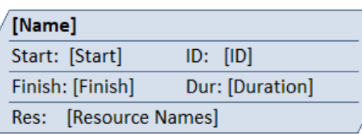 [Name]
Start: [Start] ID: [ID]
Finish: [Finish] Dur: [Duration]
Res: [Resource Names]